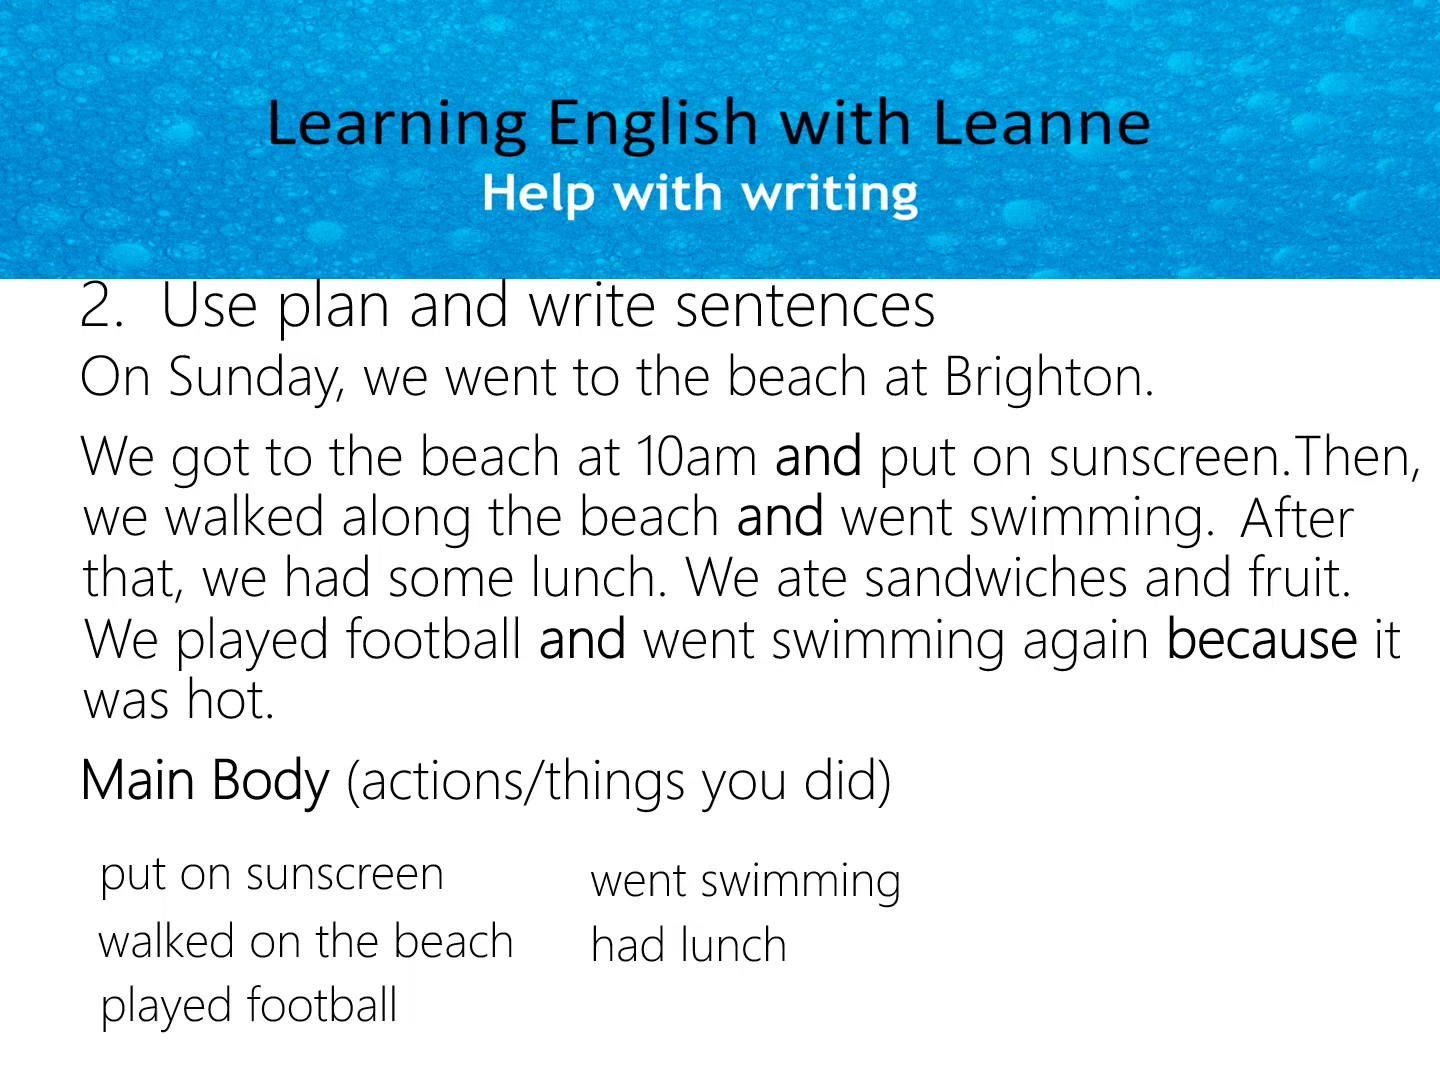 Learning English with Leanne
Help with writing
2. Use plan and write sentences
On Sunday, we went to the beach at Brighton.
We got to the beach at 10am and put on sunscreen.Then,
we walked along the beach and went swimming. After
that, we had some lunch. We ate sandwiches and fruit.
We played football and went swimming again because it
was hot.
Main Body (actions/things you did)
put on sunscreen
walked on the beach
played football
went swimming
had lunch